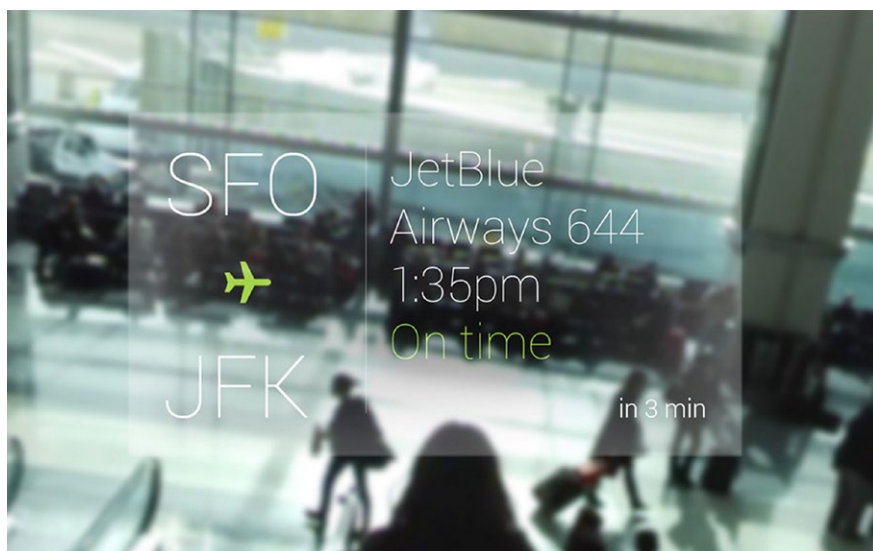 SFO
JFK
JetBlue
Airways 644
1:35pm
On time
in 3 min